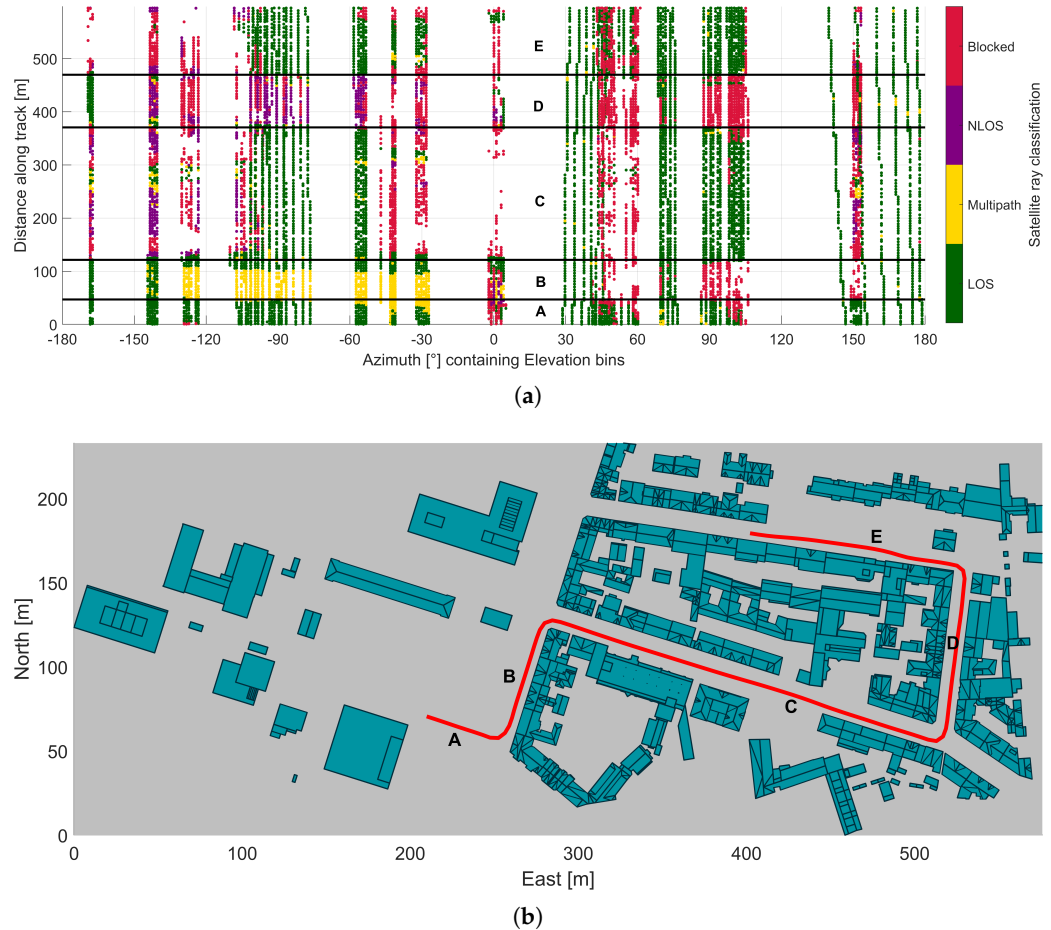 500
400
300
200
100
0
Distance along track [m]
E
D
C
B
A
-180
-150
-120
-90
-60
-30
0
30
60
90
120
150
180
Azimuth [°] containing Elevation bins
Blocked
NLOS
Multipath
LOS
Satellite ray classification
(a)
200
150
100
50
0
North [m]
A
B
C
D
E
0
100
200
300
400
500
East [m]
(b)